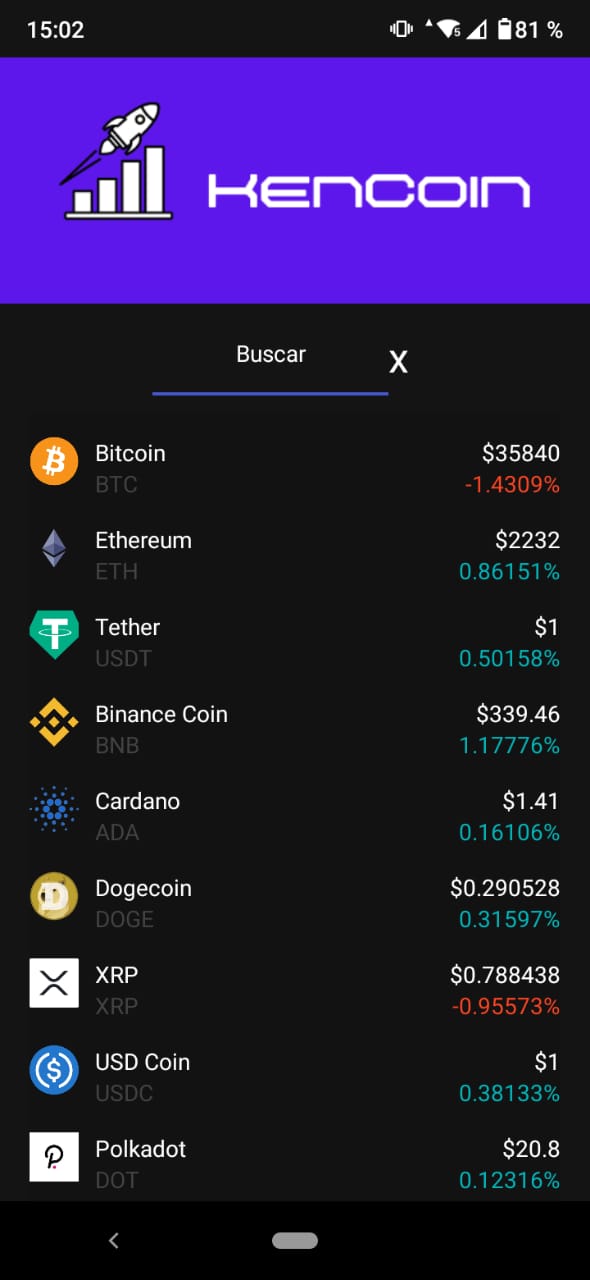 15:02
5
81 %
KENCOIN
Buscar
X
Bitcoin
$35840
BTC
-1.4309%
Ethereum
$2232
ETH
0.86151%
Tether
$1
USDT
0.50158%
Binance Coin
$339.46
BNB
1.17776%
Cardano
$1.41
ADA
0.16106%
Dogecoin
$0.290528
DOGE
0.31597%
XRP
$0.788438
XRP
-0.95573%
USD Coin
$1
USDC
0.38133%
Polkadot
$20.8
DOT
0.12316%